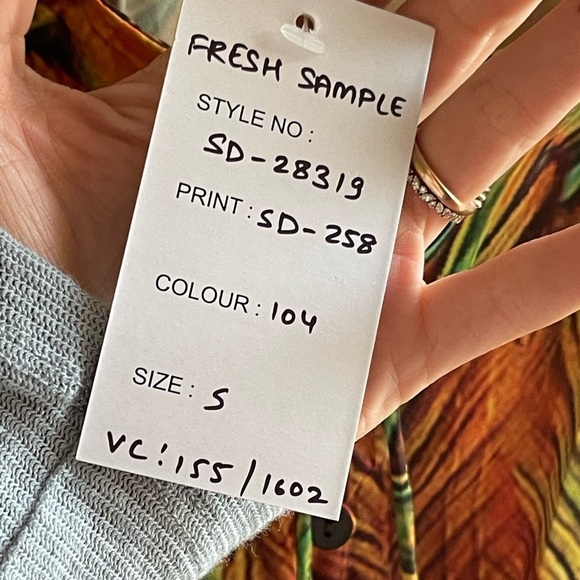 FRESH SAMPLE
STYLE NO :
SD-28319
PRINT : SD-258
COLOUR : 104
SIZE : S
VC: 155/1602